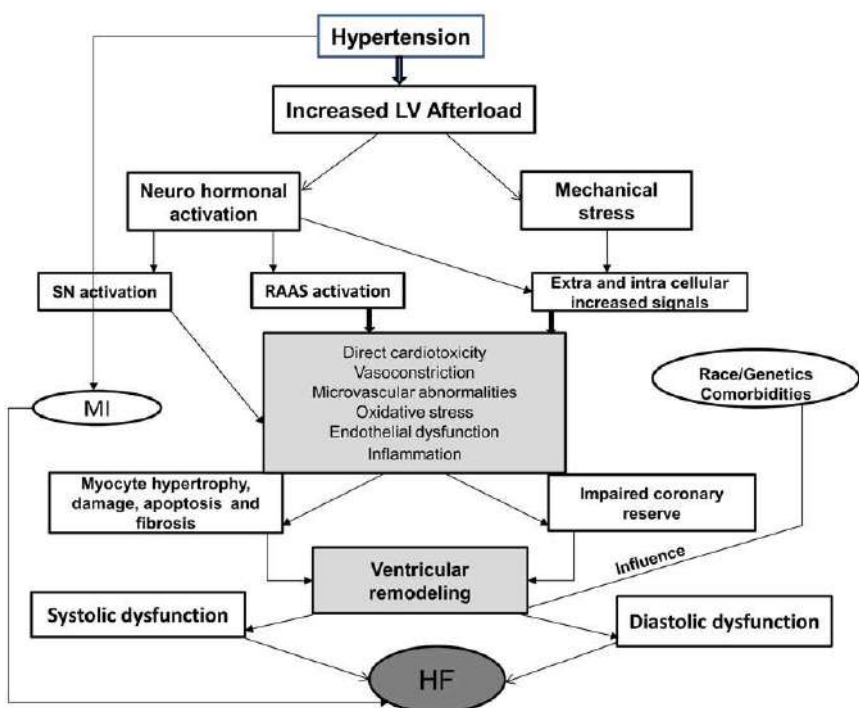 Hypertension
Increased LV Afterload
Neuro hormonal
activation
Mechanical
stress
SN activation
RAAS activation
Extra and intra cellular
increased signals
Direct cardiotoxicity
Vasoconstriction
Microvascular abnormalities
Oxidative stress
Endothelial dysfunction
Inflammation
Race/Genetics
Comorbidities
MI
Myocyte hypertrophy,
damage, apoptosis and
fibrosis
Impaired coronary
reserve
Influence
Ventricular
remodeling
Systolic dysfunction
Diastolic dysfunction
HF